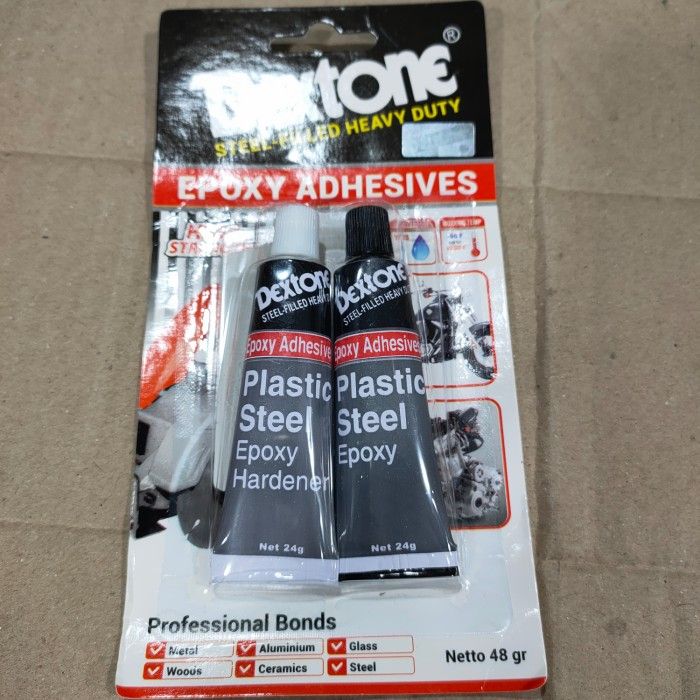 Dextone ®
STEEL-FILLED HEAVY DUTY
EPOXY ADHESIVES
WORKING TEMP
Dextone
STEEL-FILLED HEAVY
Epoxy Adhesive
Plastic
Steel
Epoxy
Hardener
Net 24g
Dextone
STEEL-FILLED HEAVY
Epoxy Adhesive
Plastic
Steel
Epoxy
Net 24g
Professional Bonds
Metal Aluminium Glass
Woods Ceramics Steel
Netto 48 gr